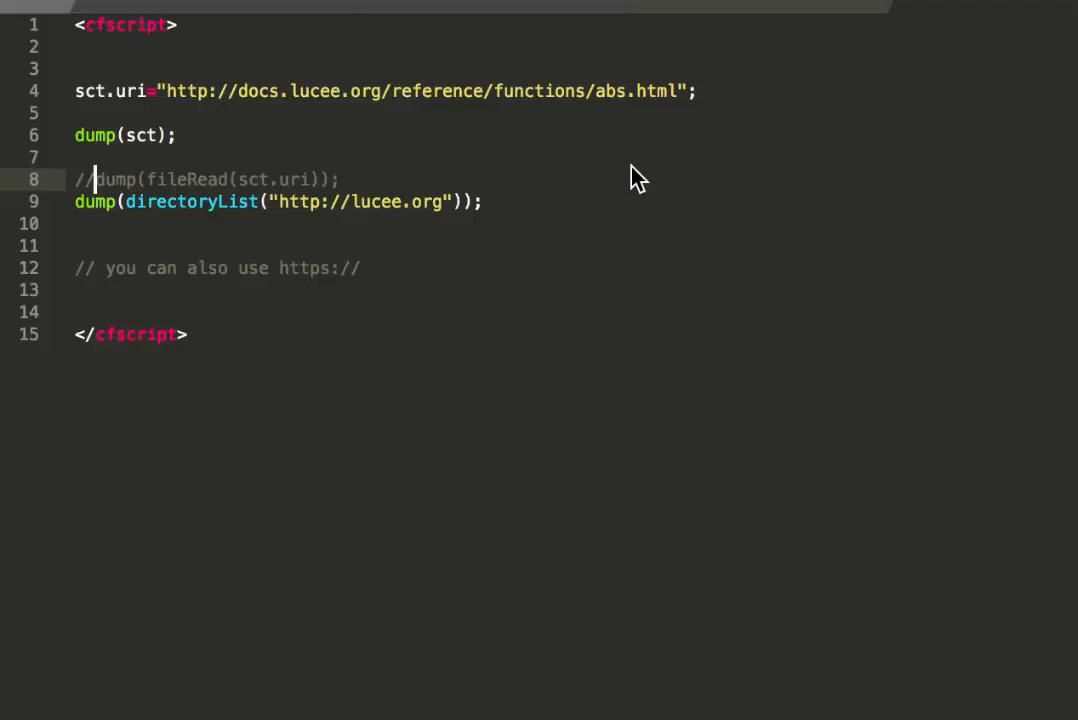 1 <cfscript>
2
3
4 sct.uri="http://docs.lucee.org/reference/functions/abs.html";
5
6 dump(sct);
7
8 //dump(fileRead(sct.uri));
9 dump(directoryList("http://lucee.org"));
10
11
12 // you can also use https://
13
14
15 </cfscript>